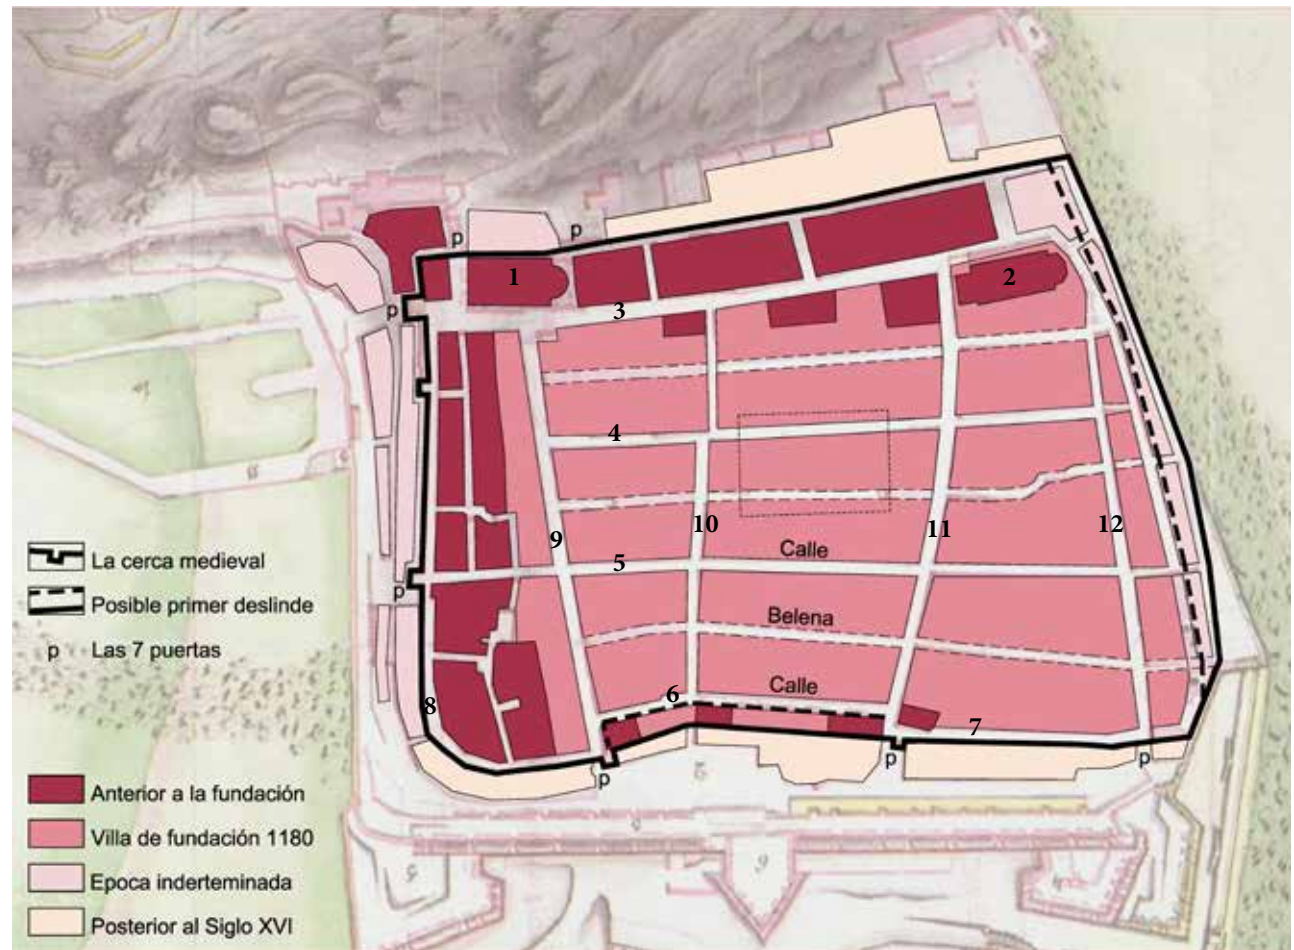 p
p
1
2
3
p
4
9
10
11
12
Calle
5
La cerca medieval
p
Posible primer deslinde
Belena
p Las 7 puertas
Calle
6
8
7
p
p
p
Anterior a la fundación
Villa de fundación 1180
Epoca inderteminada
Posterior al Siglo XVI